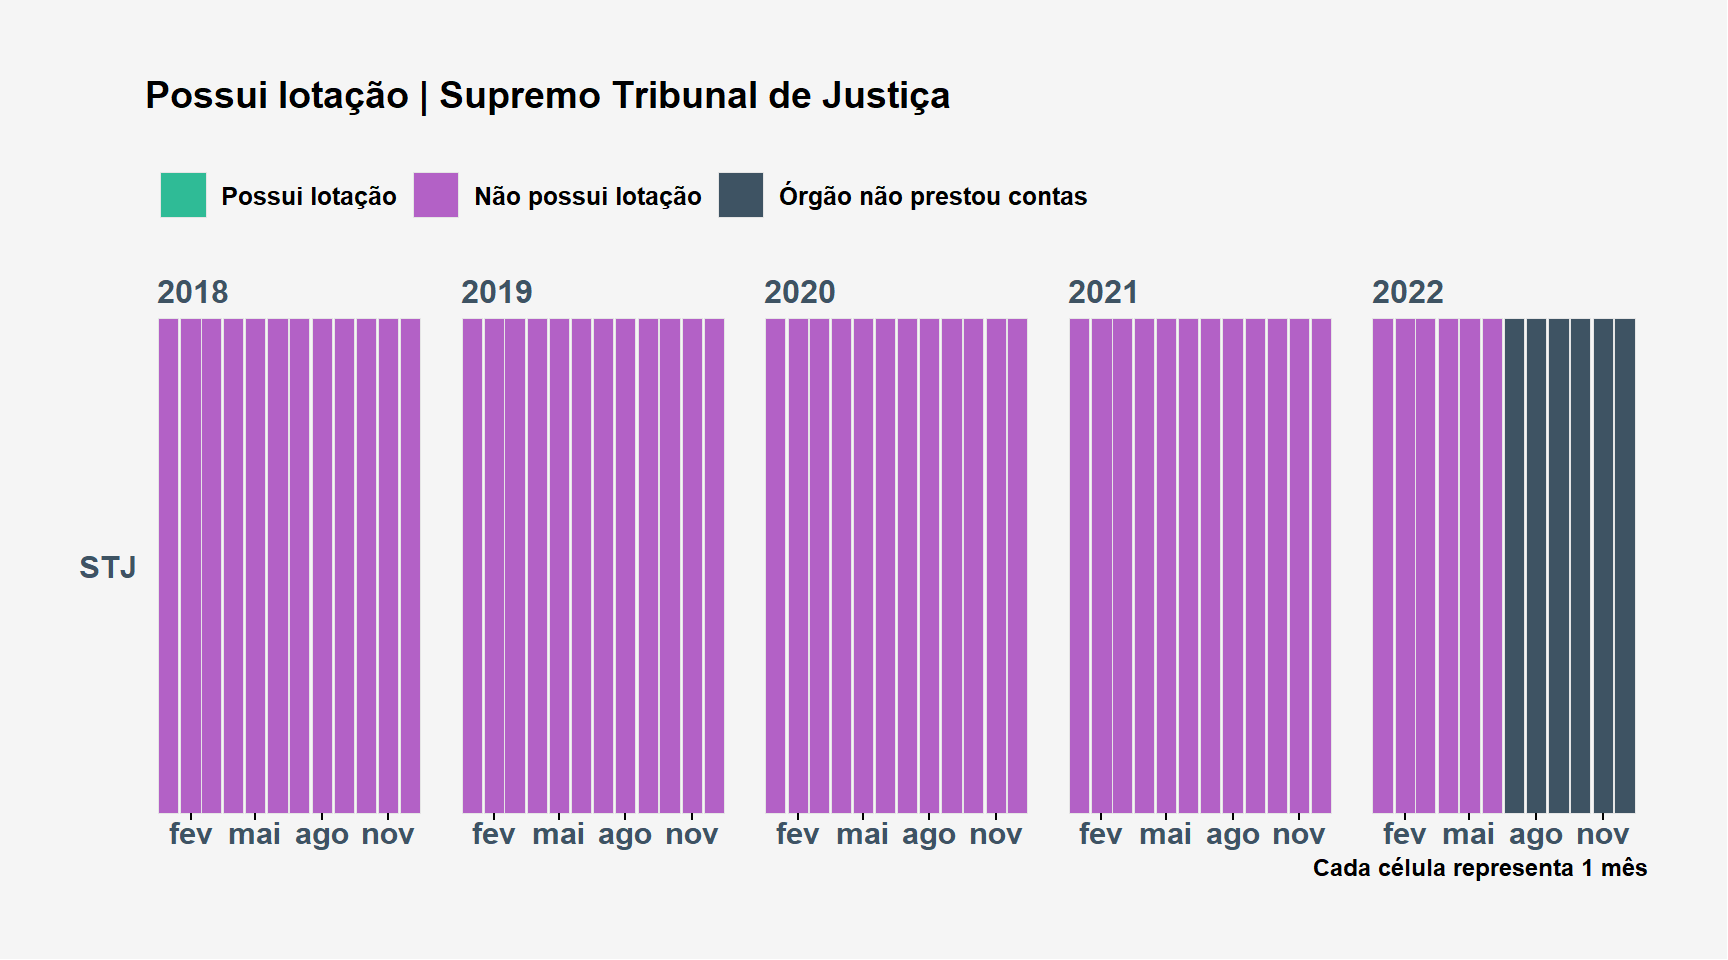 Possui lotação | Supremo Tribunal de Justiça
Possui lotação Não possui lotação Órgão não prestou contas
2018 2019 2020 2021 2022
STJ
fev mai ago nov fev mai ago nov fev mai ago nov fev mai ago nov fev mai ago nov
Cada célula representa 1 mês